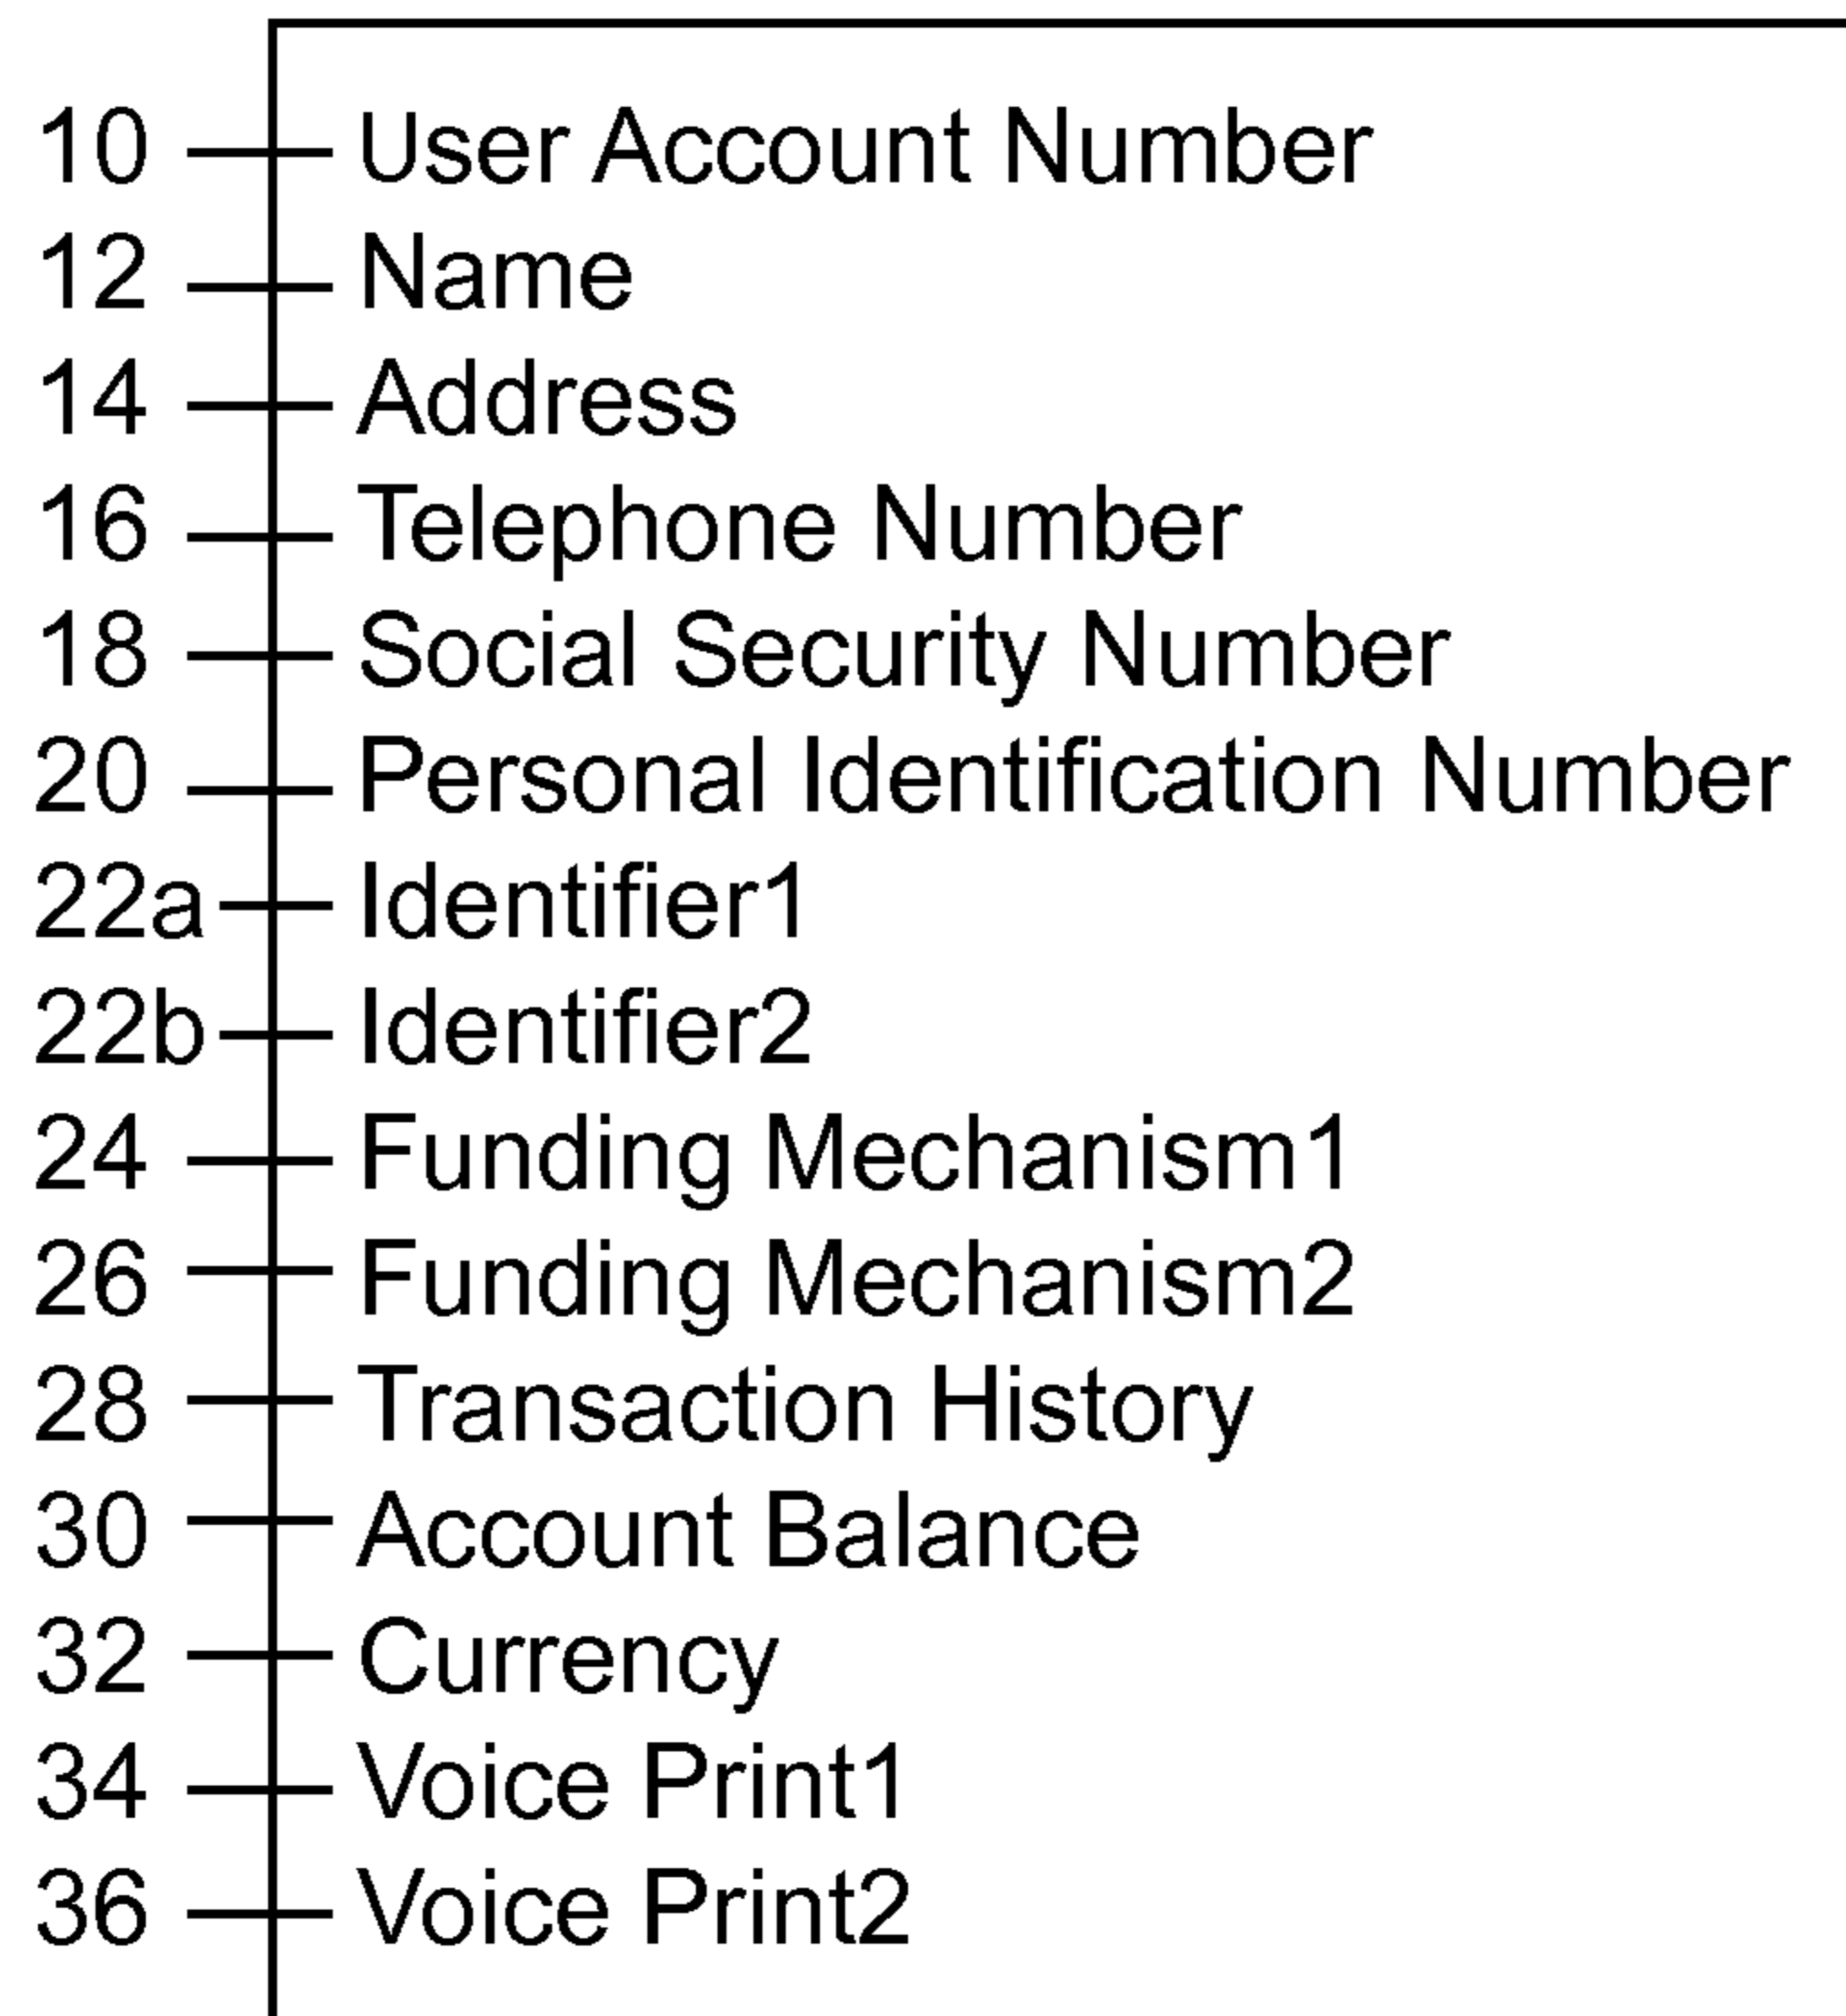 10 User Account Number
12 Name
14 Address
16 Telephone Number
18 Social Security Number
20 Personal Identification Number
22a Identifier1
22b Identifier2
24 Funding Mechanism1
26 Funding Mechanism2
28 Transaction History
30 Account Balance
32 Currency
34 Voice Print1
36 Voice Print2